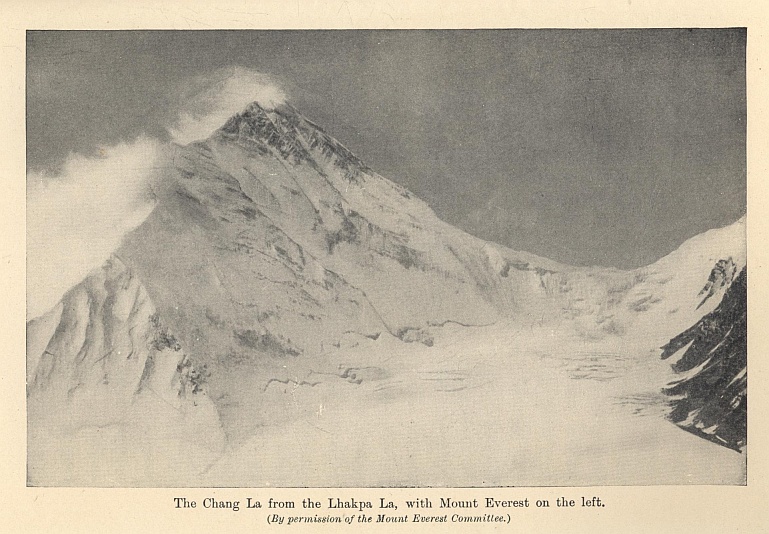 The Chang La from the Lhakpa La, with Mount Everest on the left.
(By permission of the Mount Everest Committee.)